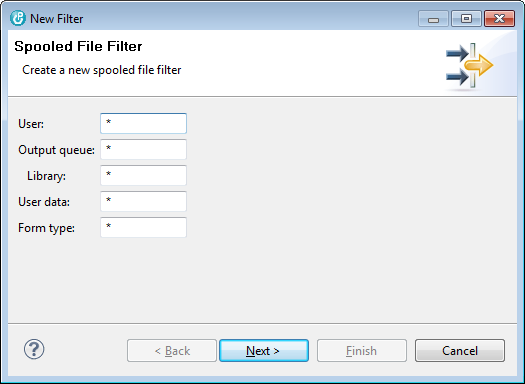 New Filter
Spooled File Filter
Create a new spooled file filter
User: *
Output queue: *
Library: *
User data: *
Form type: *
? < Back Next > Finish Cancel